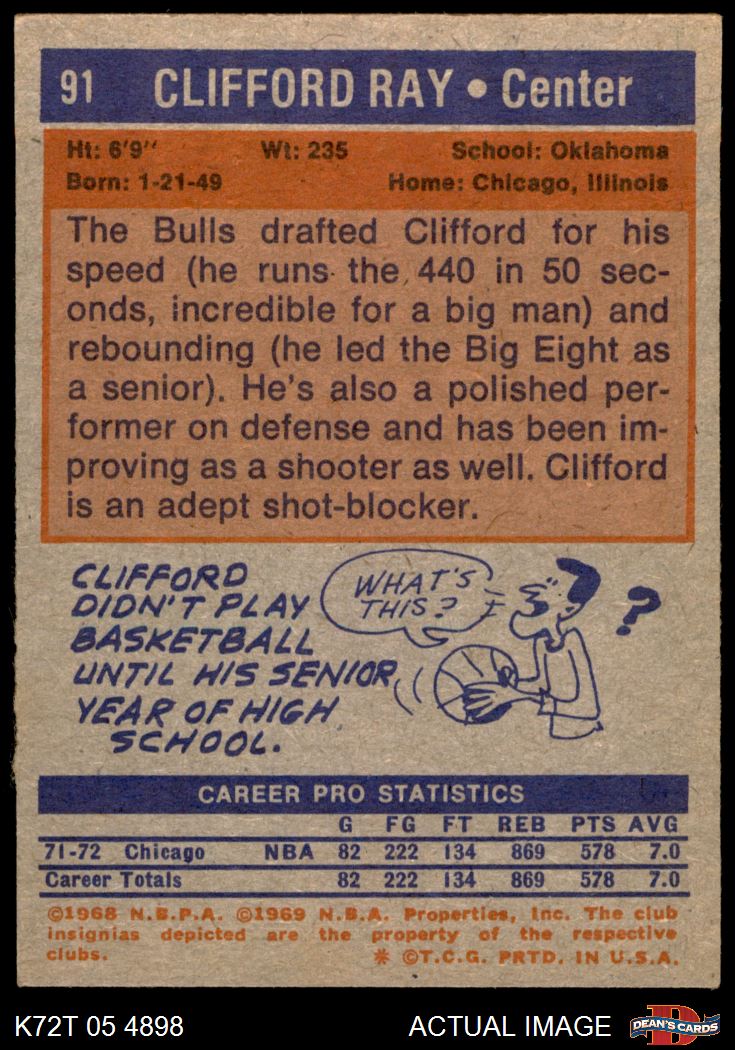 91 CLIFFORD RAY • Center
Ht: 6'9" Wt: 235 School: Oklahoma
Born: 1-21-49 Home: Chicago, Illinois
The Bulls drafted Clifford for his
speed (he runs the 440 in 50 sec-
onds, incredible for a big man) and
rebounding (he led the Big Eight as
a senior). He's also a polished per-
former on defense and has been im-
proving as a shooter as well. Clifford
is an adept shot-blocker.
CLIFFORD
DIDN'T PLAY
BASKETBALL
UNTIL HIS SENIOR
YEAR OF HIGH
SCHOOL.
WHAT'S
THIS?
?
CAREER PRO STATISTICS
G FG FT REB PTS AVG
71-72 Chicago NBA 82 222 134 869 578 7.0
Career Totals 82 222 134 869 578 7.0
©1968 N.B.P.A. ©1969 N.B.A. Properties, Inc. The club
insignias depicted are the property of the respective
clubs. * ©T.C.G. PRTD. IN U.S.A.
K72T 05 4898 ACTUAL IMAGE D DEAN'S CARDS